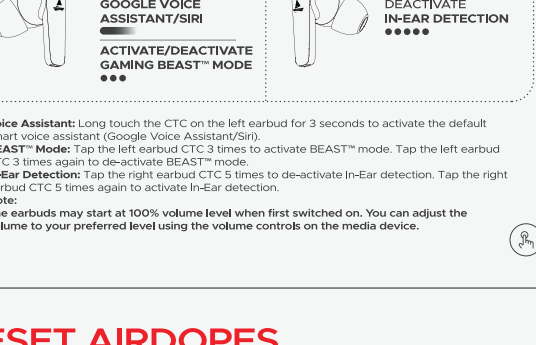 GOOGLE VOICE
ASSISTANT/SIRI
ACTIVATE/DEACTIVATE
GAMING BEAST™ MODE
DEACTIVATE
IN-EAR DETECTION
oice Assistant: Long touch the CTC on the left earbud for 3 seconds to activate the default
mart voice assistant (Google Voice Assistant/Siri).
EAST™ Mode: Tap the left earbud CTC 3 times to activate BEAST™ mode. Tap the left earbud
TC 3 times again to de-activate BEAST™ mode.
-Ear Detection: Tap the right earbud CTC 5 times to de-activate In-Ear detection. Tap the right
arbud CTC 5 times again to activate In-Ear detection.
ote:
he earbuds may start at 100% volume level when first switched on. You can adjust the
olume to your preferred level using the volume controls on the media device.
ESET AIRDOPES